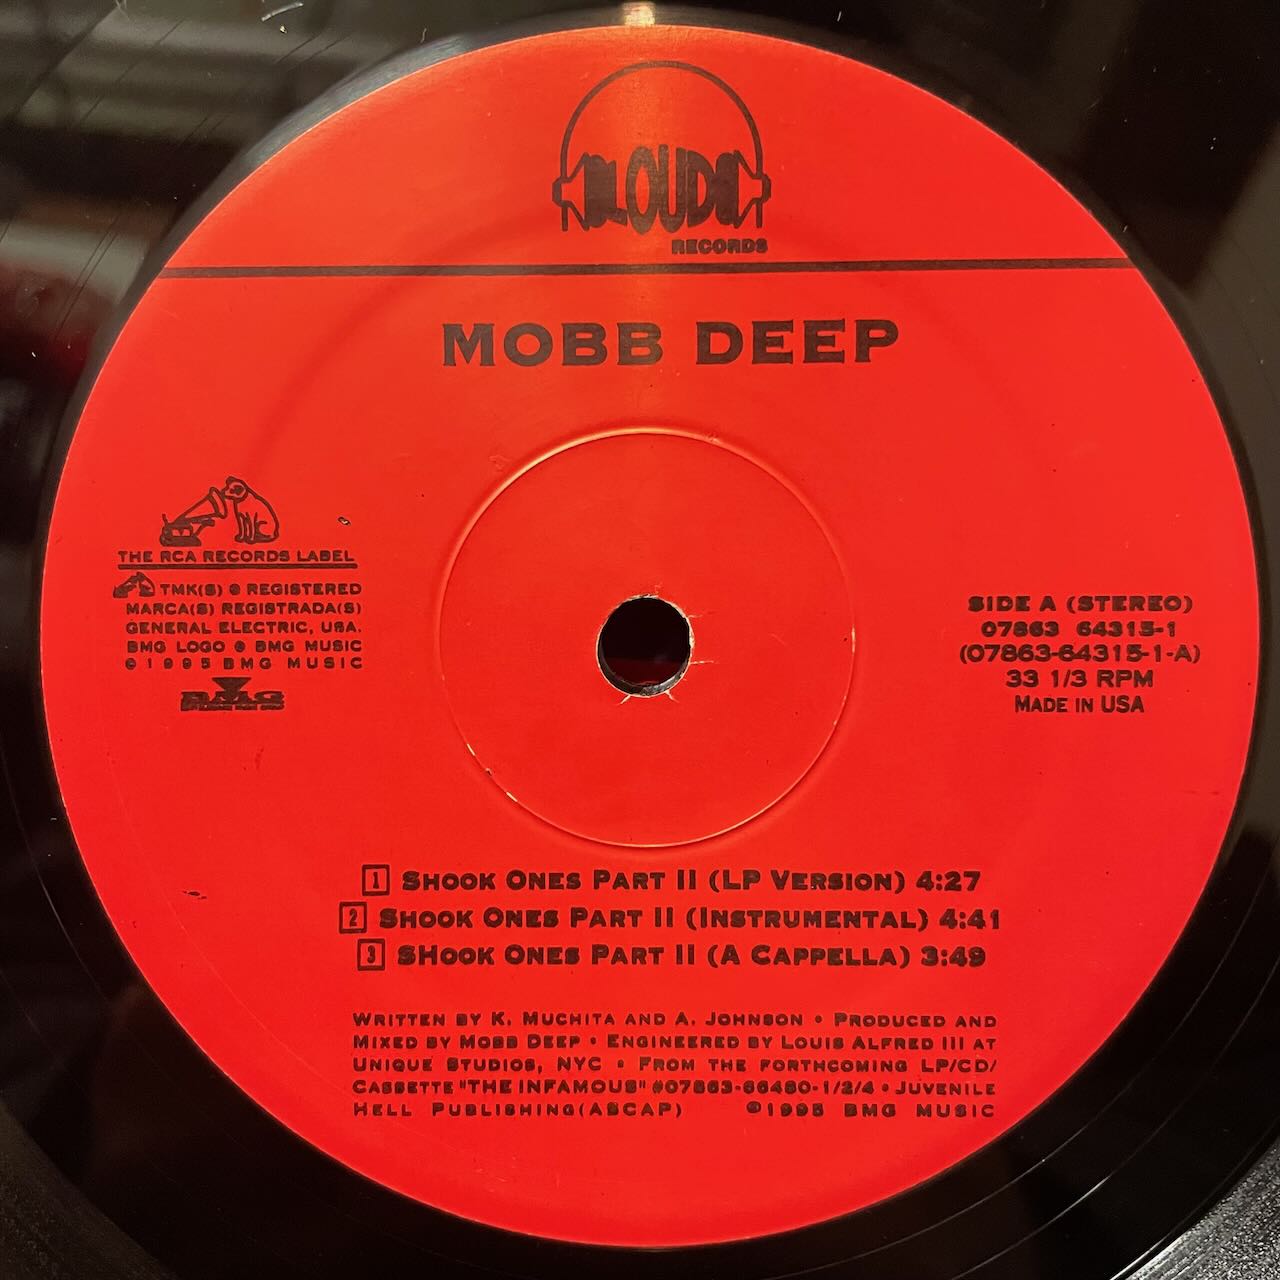 LOUD
RECORDS
MOBB DEEP
THE RCA RECORDS LABEL
TMK(S) ® REGISTERED
MARCA(S) REGISTRADA(S)
GENERAL ELECTRIC, USA.
BMG LOGO ® BMG MUSIC
© 1995 BMG MUSIC
BMG
SIDE A (STEREO)
07863 64315-1
(07863-64315-1-A)
33 1/3 RPM
MADE IN USA
1 SHOOK ONES PART II (LP VERSION) 4:27
2 SHOOK ONES PART II (INSTRUMENTAL) 4:41
3 SHOOK ONES PART II (A CAPPELLA) 3:49
WRITTEN BY K. MUCHITA AND A. JOHNSON • PRODUCED AND
MIXED BY MOBB DEEP • ENGINEERED BY LOUIS ALFRED III AT
UNIQUE STUDIOS, NYC • FROM THE FORTHCOMING LP/CD/
CASSETTE "THE INFAMOUS" #07863-66480-1/2/4 • JUVENILE
HELL PUBLISHING(ASCAP) ℗1995 BMG MUSIC